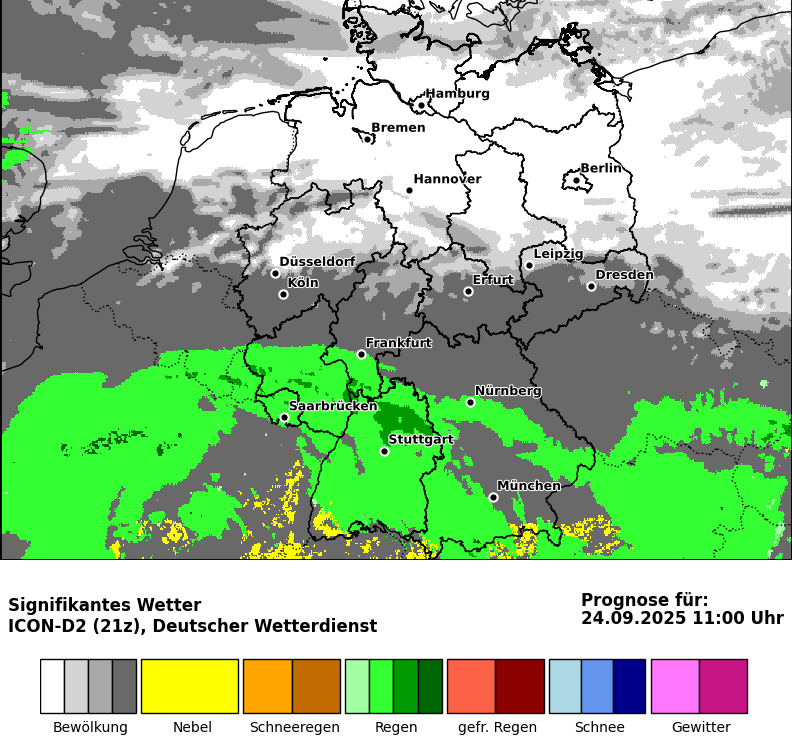 Hamburg
Bremen
Berlin
Hannover
Leipzig
Düsseldorf
Dresden
Köln
Erfurt
Frankfurt
Nürnberg
Saarbrücken
Stuttgart
München
Signifikantes Wetter
ICON-D2 (21z), Deutscher Wetterdienst
Prognose für:
24.09.2025 11:00 Uhr
Bewölkung
Nebel
Schneeregen
Regen
gefr. Regen
Schnee
Gewitter